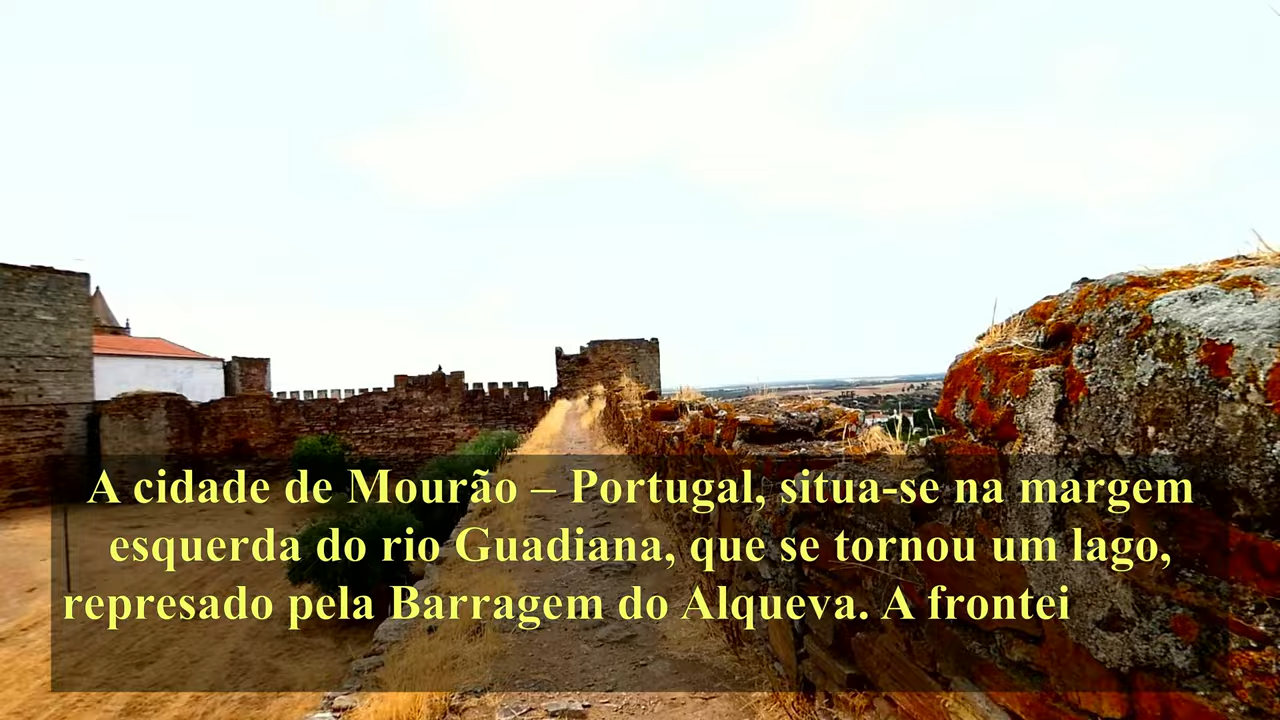 A cidade de Mourão – Portugal, situa-se na margem
esquerda do rio Guadiana, que se tornou um lago,
represado pela Barragem do Alqueva. A frontei